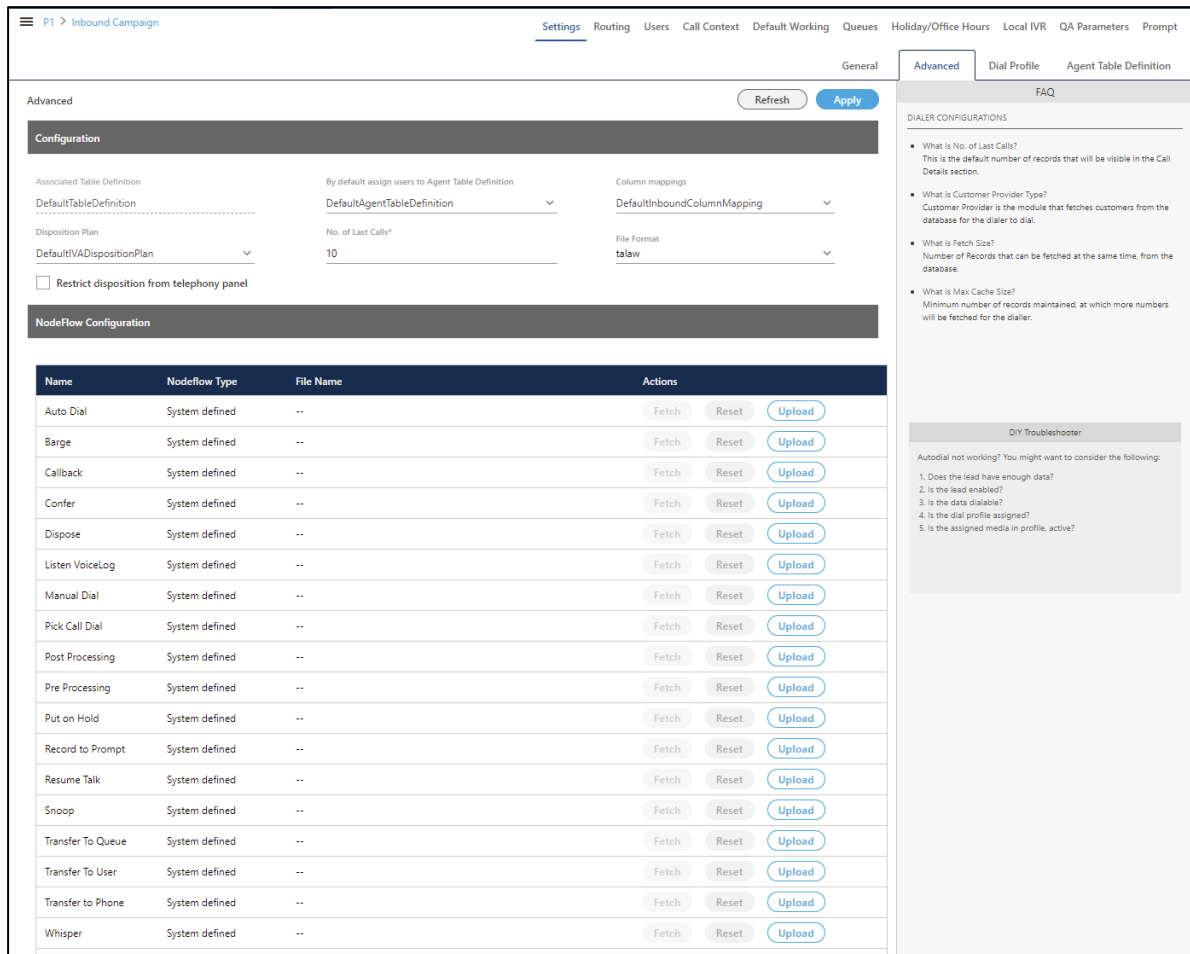 P1 > Inbound Campaign
Settings Routing Users Call Context Default Working Queues Holiday/Office Hours Local IVR QA Parameters Prompt
General Advanced Dial Profile Agent Table Definition
Advanced Refresh Apply
Configuration
Associated Table Definition By default assign users to Agent Table Definition Column mappings
DefaultTableDefinition DefaultAgentTableDefinition DefaultInboundColumnMapping
Disposition Plan No. of Last Calls* File Format
DefaultIVADispositionPlan 10 talaw
Restrict disposition from telephony panel
NodeFlow Configuration
Name Nodeflow Type File Name Actions
Auto Dial System defined -- Fetch Reset Upload
Barge System defined -- Fetch Reset Upload
Callback System defined -- Fetch Reset Upload
Confer System defined -- Fetch Reset Upload
Dispose System defined -- Fetch Reset Upload
Listen VoiceLog System defined -- Fetch Reset Upload
Manual Dial System defined -- Fetch Reset Upload
Pick Call Dial System defined -- Fetch Reset Upload
Post Processing System defined -- Fetch Reset Upload
Pre Processing System defined -- Fetch Reset Upload
Put on Hold System defined -- Fetch Reset Upload
Record to Prompt System defined -- Fetch Reset Upload
Resume Talk System defined -- Fetch Reset Upload
Snoop System defined -- Fetch Reset Upload
Transfer To Queue System defined -- Fetch Reset Upload
Transfer To User System defined -- Fetch Reset Upload
Transfer to Phone System defined -- Fetch Reset Upload
Whisper System defined -- Fetch Reset Upload
FAQ
DIALER CONFIGURATIONS
• What is No. of Last Calls?
This is the default number of records that will be visible in the Call
Details section.
• What is Customer Provider Type?
Customer Provider is the module that fetches customers from the
database for the dialer to dial.
• What is Fetch Size?
Number of Records that can be fetched at the same time, from the
database.
• What is Max Cache Size?
Minimum number of records maintained, at which more numbers
will be fetched for the dialler.
DIY Troubleshooter
Autodial not working? You might want to consider the following:
1. Does the lead have enough data?
2. Is the lead enabled?
3. Is the data dialable?
4. Is the dial profile assigned?
5. Is the assigned media in profile, active?